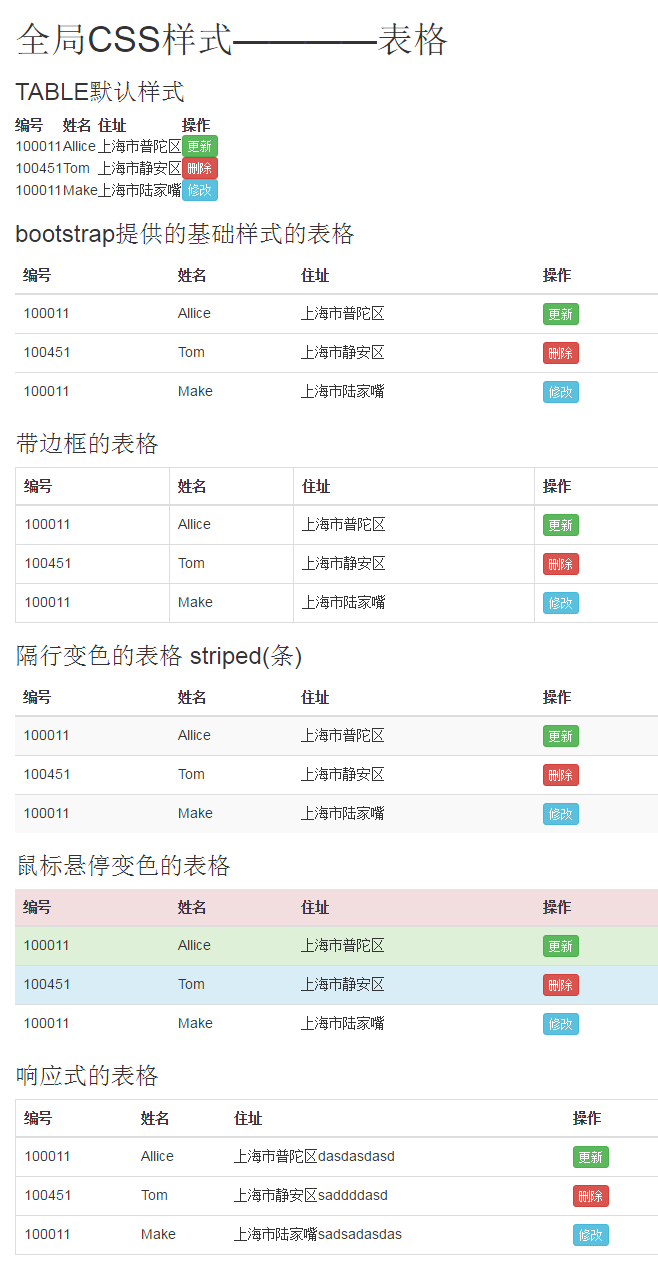 全局CSS样式————表格
TABLE默认样式
编号 姓名 住址 操作
100011 Allice 上海市普陀区 更新
100451 Tom 上海市静安区 删除
100011 Make 上海市陆家嘴 修改
bootstrap提供的基础样式的表格
编号 姓名 住址 操作
100011 Allice 上海市普陀区 更新
100451 Tom 上海市静安区 删除
100011 Make 上海市陆家嘴 修改
带边框的表格
编号 姓名 住址 操作
100011 Allice 上海市普陀区 更新
100451 Tom 上海市静安区 删除
100011 Make 上海市陆家嘴 修改
隔行变色的表格 striped(条)
编号 姓名 住址 操作
100011 Allice 上海市普陀区 更新
100451 Tom 上海市静安区 删除
100011 Make 上海市陆家嘴 修改
鼠标悬停变色的表格
编号 姓名 住址 操作
100011 Allice 上海市普陀区 更新
100451 Tom 上海市静安区 删除
100011 Make 上海市陆家嘴 修改
响应式的表格
编号 姓名 住址 操作
100011 Allice 上海市普陀区dasdasdasd 更新
100451 Tom 上海市静安区saddddasd 删除
100011 Make 上海市陆家嘴sadsadasdas 修改